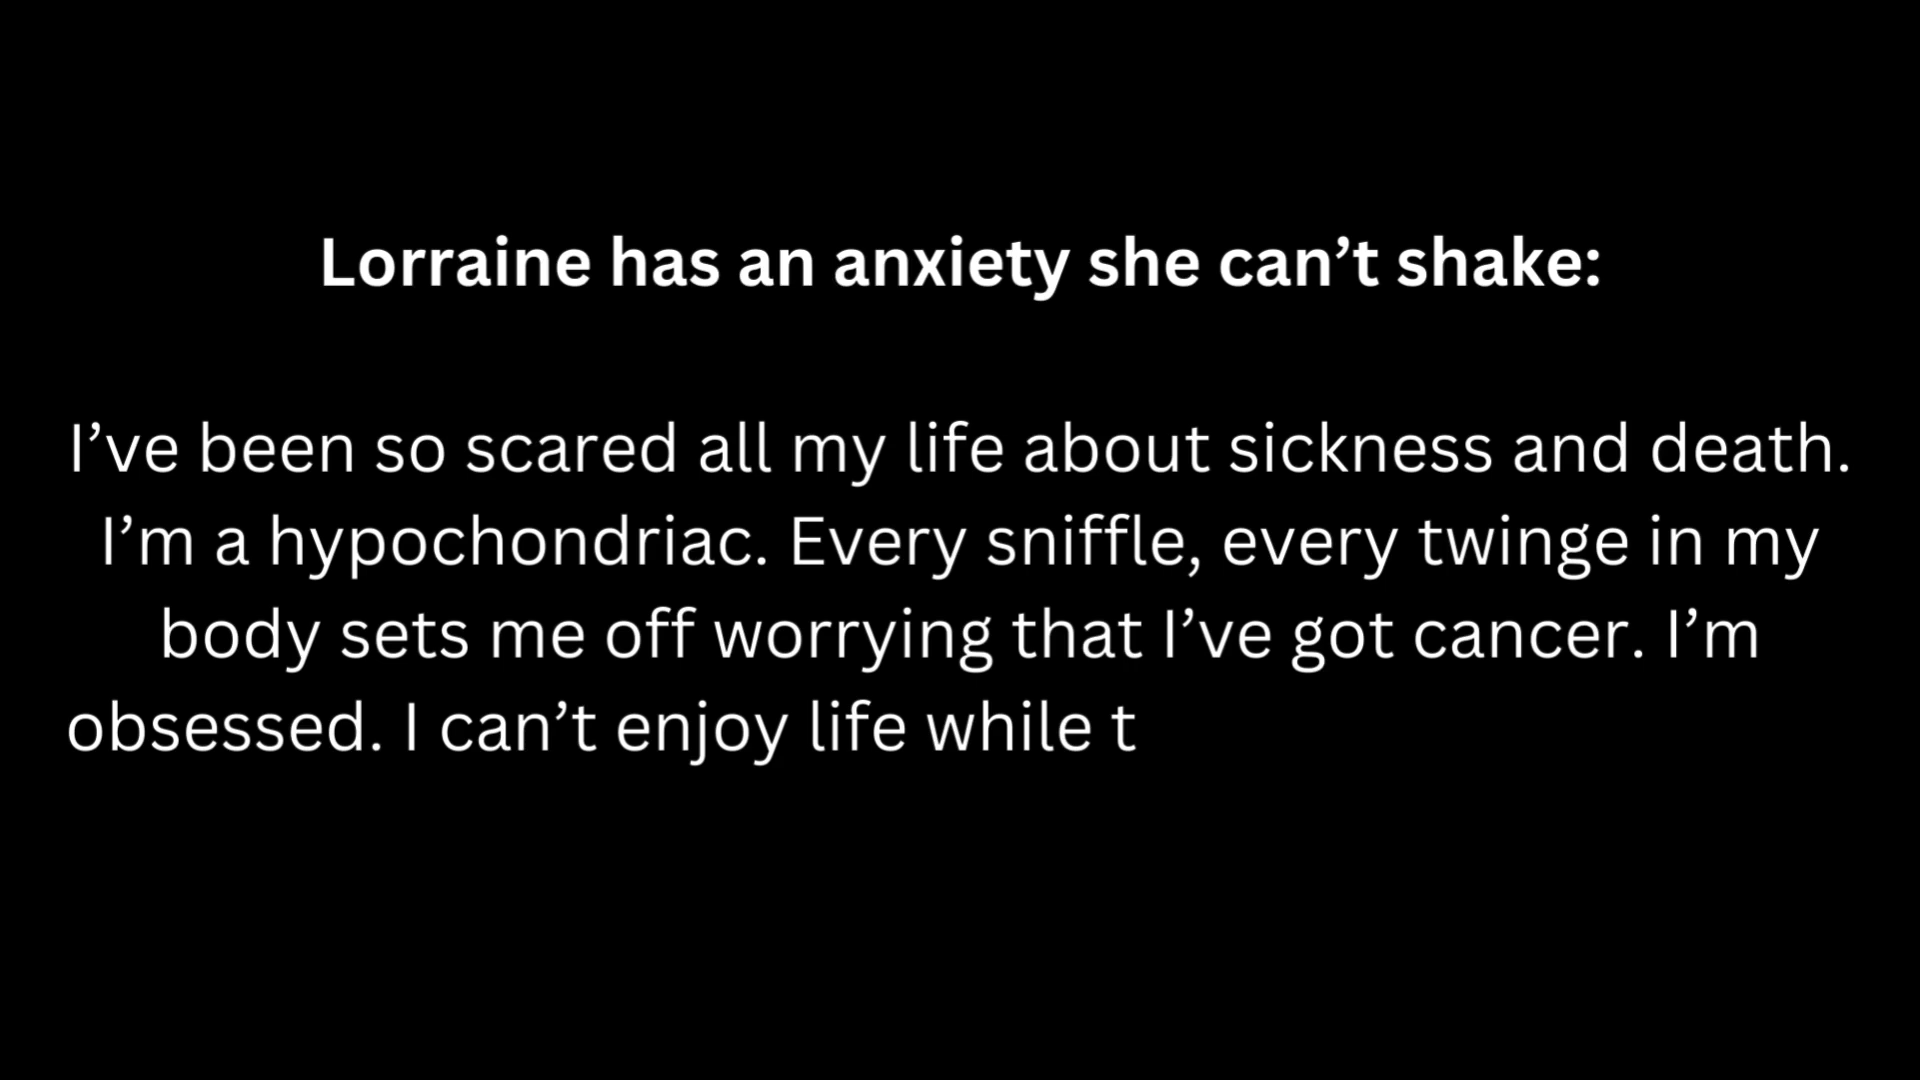 Lorraine has an anxiety she can’t shake:
I’ve been so scared all my life about sickness and death.
I’m a hypochondriac. Every sniffle, every twinge in my
body sets me off worrying that I’ve got cancer. I’m
obsessed. I can’t enjoy life while t